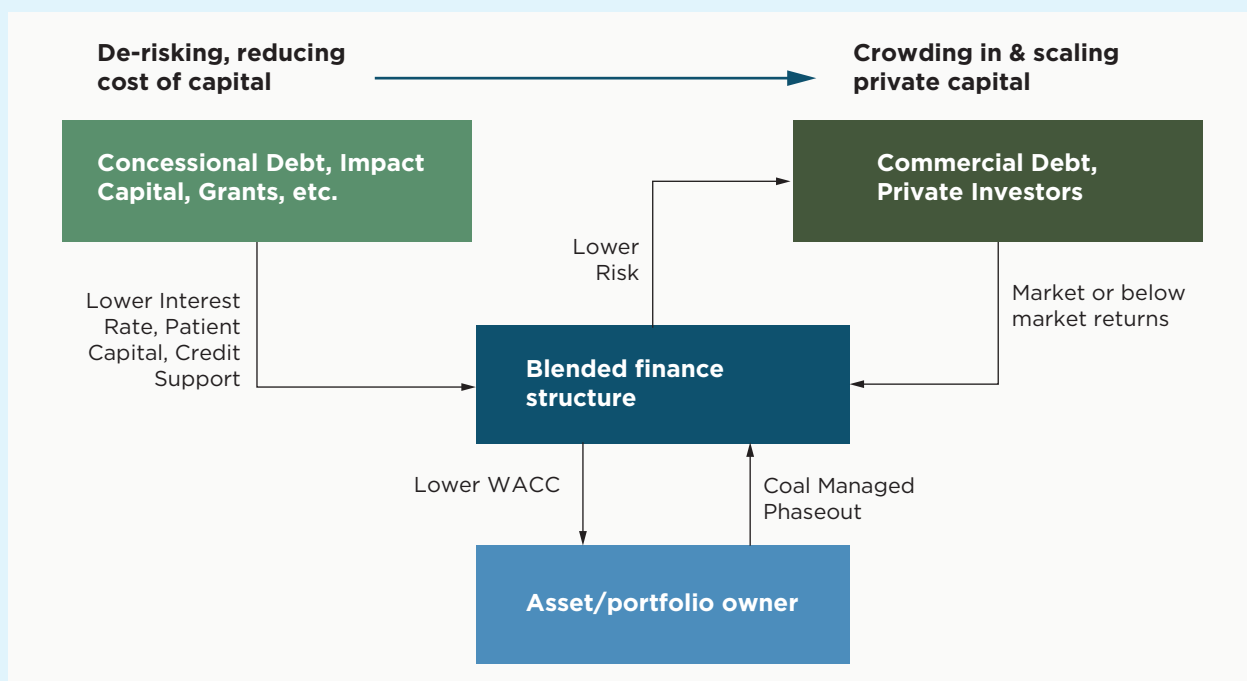 De-risking, reducing
cost of capital
Crowding in & scaling
private capital
Concessional Debt, Impact
Capital, Grants, etc.
Commercial Debt,
Private Investors
Lower
Risk
Lower Interest
Rate, Patient
Capital, Credit
Support
Market or below
market returns
Blended finance
structure
Lower WACC
Coal Managed
Phaseout
Asset/portfolio owner